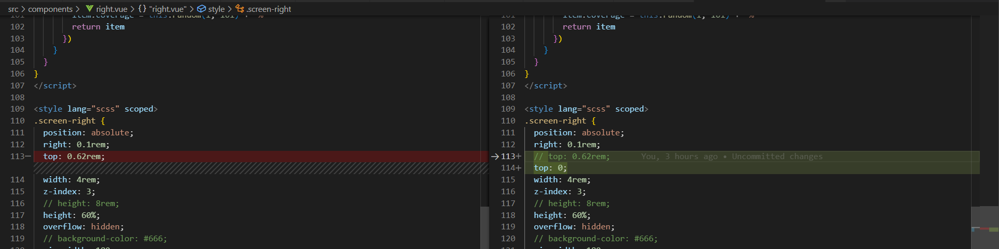 src > components > right.vue > {} "right.vue" > style > .screen-right
102 return item
103 })
104 }
105 }
106 }
107 </script>
108
109 <style lang="scss" scoped>
110 .screen-right {
111 position: absolute;
112 right: 0.1rem;
113− top: 0.62rem;
114 width: 4rem;
115 z-index: 3;
116 // height: 8rem;
117 height: 60%;
118 overflow: hidden;
119 // background-color: #666;
102 return item
103 })
104 }
105 }
106 }
107 </script>
108
109 <style lang="scss" scoped>
110 .screen-right {
111 position: absolute;
112 right: 0.1rem;
113+ // top: 0.62rem; You, 3 hours ago • Uncommitted changes
114+ top: 0;
115 width: 4rem;
116 z-index: 3;
117 // height: 8rem;
118 height: 60%;
119 overflow: hidden;
120 // background-color: #666;